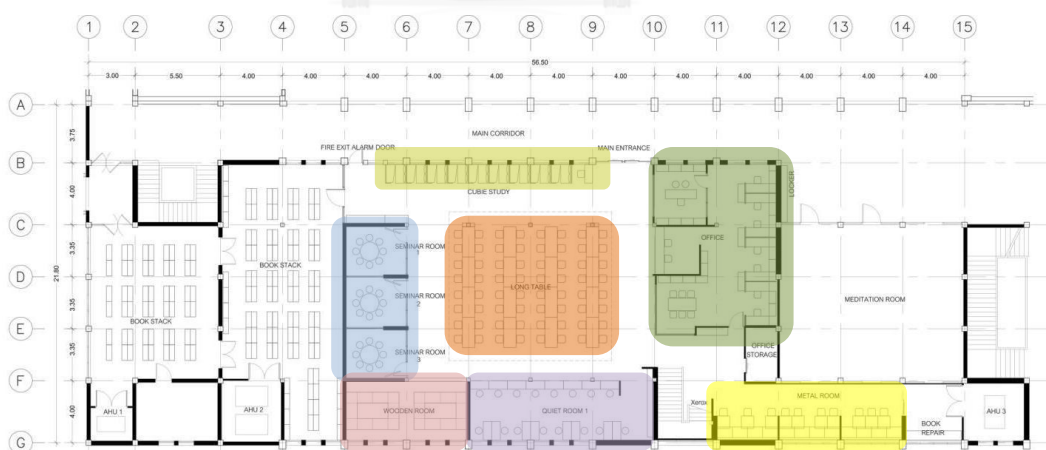 1 2 3 4 5 6 7 8 9 10 11 12 13 14 15
56.50
3.00 5.50 4.00 4.00 4.00 4.00 4.00 4.00 4.00 4.00 4.00 4.00 4.00 4.00
A
3.75
MAIN CORRIDOR
FIRE EXIT ALARM DOOR
MAIN ENTRANCE
B
4.00
CUBIE STUDY
LOCKER
C
3.35
OFFICE
SEMINAR ROOM
1
BOOK STACK
D
21.80
3.35
LONG TABLE
SEMINAR ROOM
2
MEDITATION ROOM
BOOK STACK
E
3.35
OFFICE
STORAGE
SEMINAR ROOM
3
F
4.00
METAL ROOM
Xerox
AHU 1
AHU 2
WOODEN ROOM
QUIET ROOM 1
BOOK
REPAIR
AHU 3
G